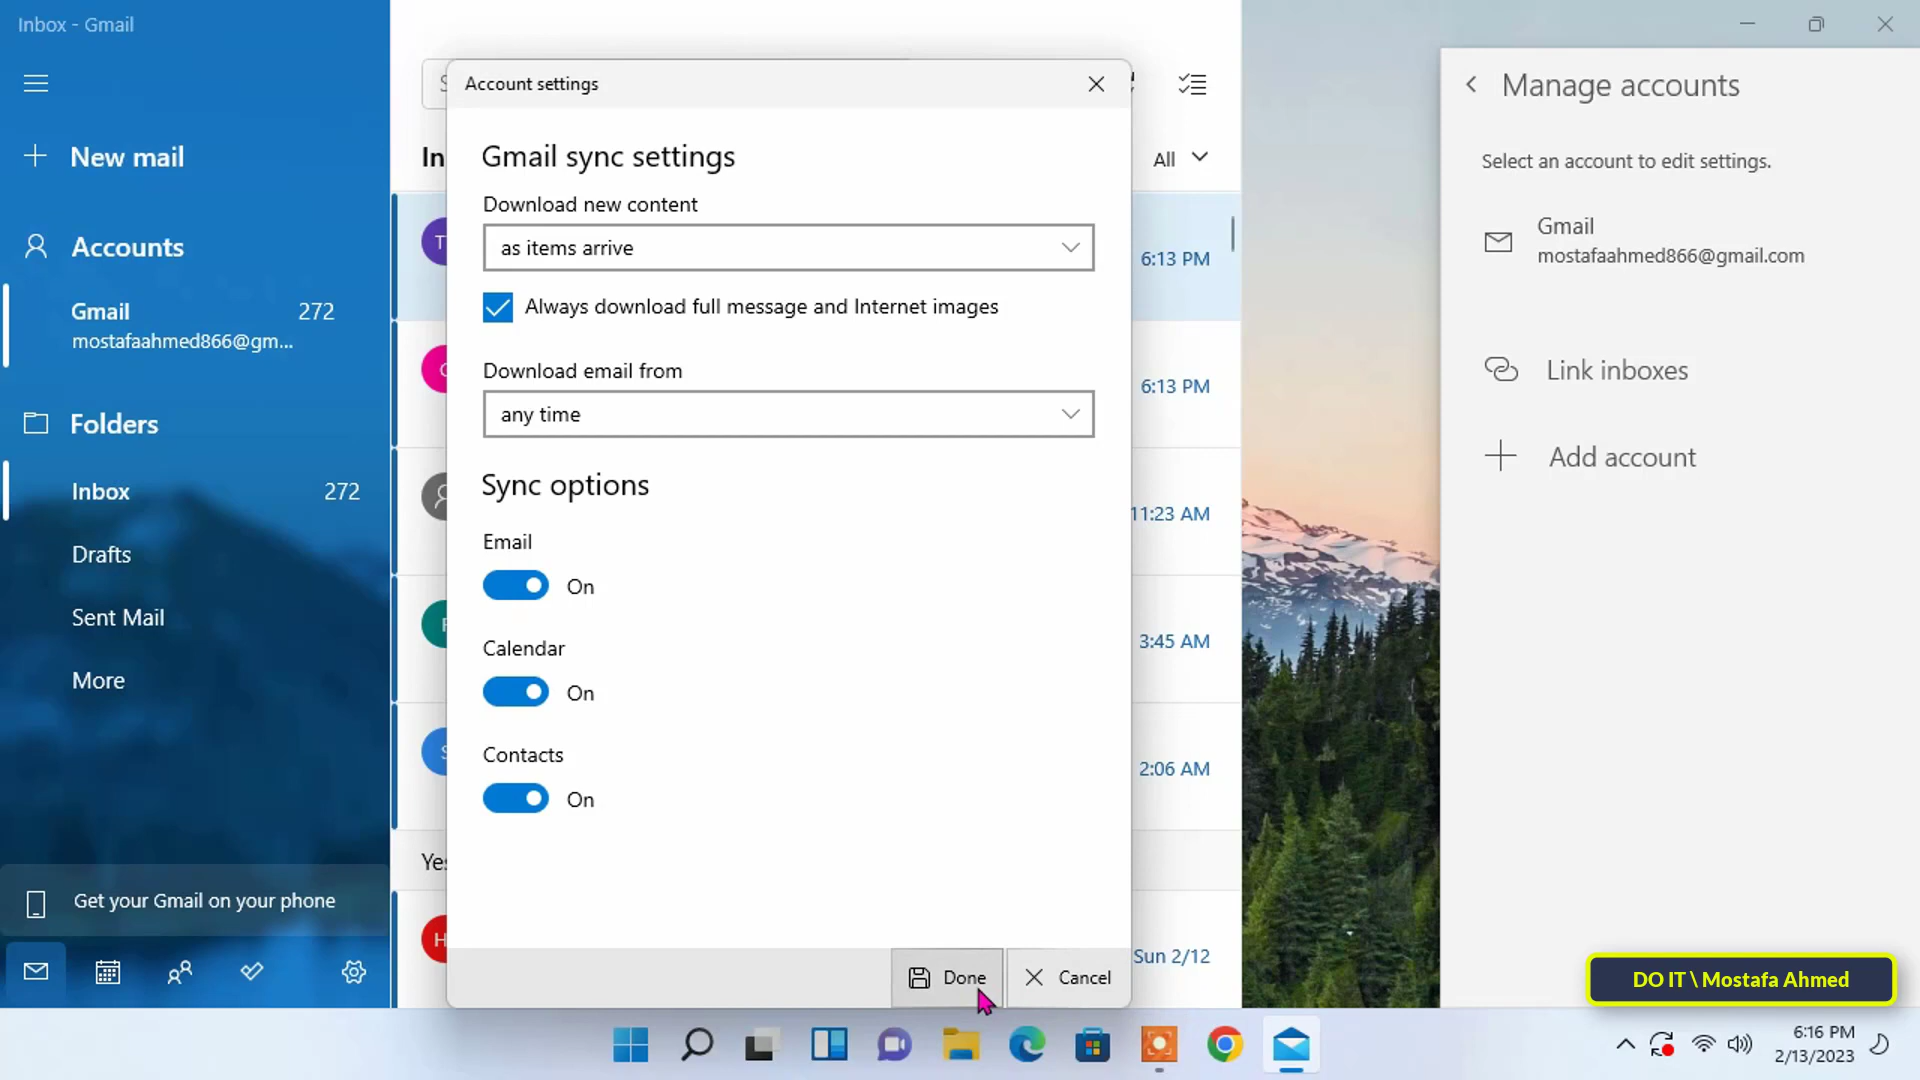 Inbox - Gmail
New mail
Accounts
Gmail 272
mostafaahmed866@gm...
Folders
Inbox 272
Drafts
Sent Mail
More
Get your Gmail on your phone
In
All
T
6:13 PM
6:13 PM
11:23 AM
3:45 AM
2:06 AM
Yes
H
Sun 2/12
Account settings
Gmail sync settings
Download new content
as items arrive
Always download full message and Internet images
Download email from
any time
Sync options
Email
On
Calendar
On
Contacts
On
Done
Cancel
Manage accounts
Select an account to edit settings.
Gmail
mostafaahmed866@gmail.com
Link inboxes
Add account
DO IT \ Mostafa Ahmed
6:16 PM
2/13/2023